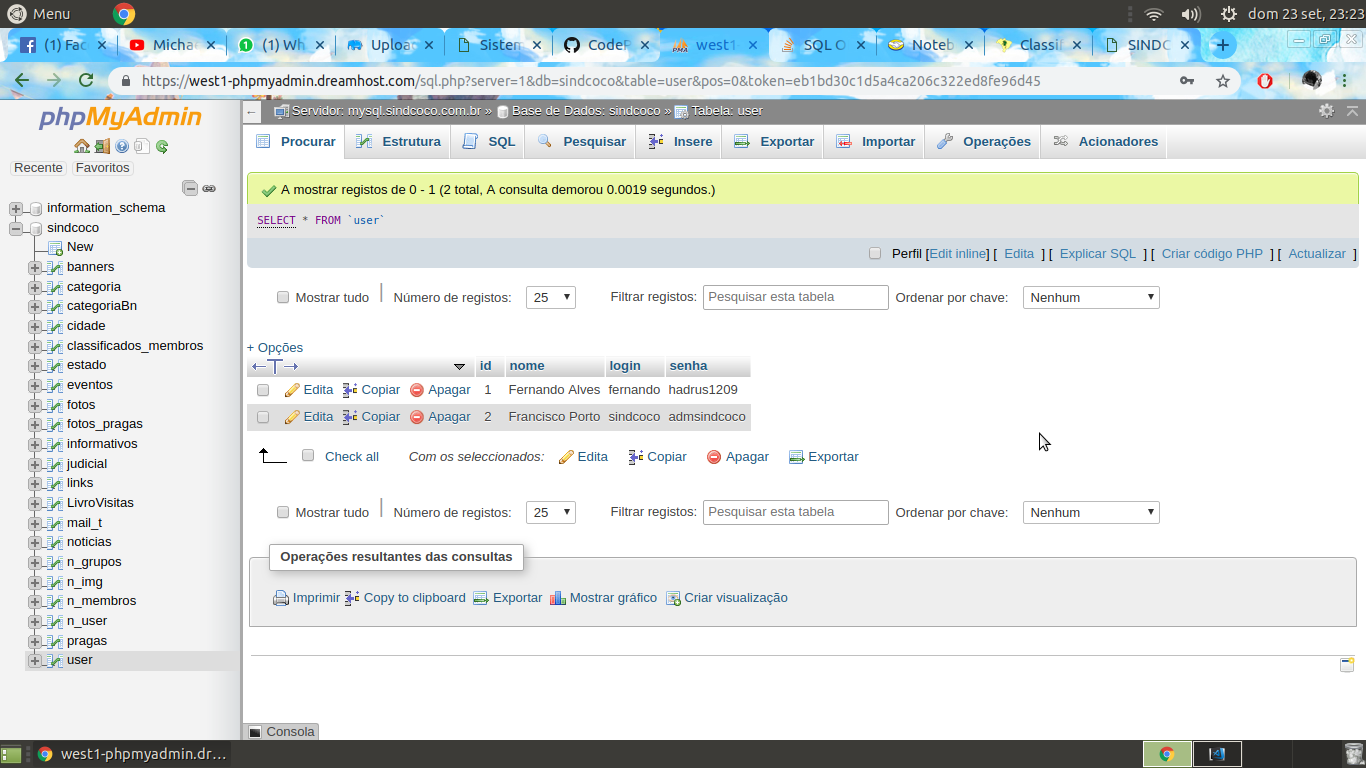 Menu
dom 23 set, 23:23
(1) Fac
Micha
(1) Wh
Uploa
Sistem
CodeP
west1
SQL O
Noteb
Classif
SINDC
https://west1-phpmyadmin.dreamhost.com/sql.php?server=1&db=sindcoco&table=user&pos=0&token=eb1bd30c1d5a4ca206c322ed8fe96d45
phpMyAdmin
Recente Favoritos
information_schema
sindcoco
New
banners
categoria
categoriaBn
cidade
classificados_membros
estado
eventos
fotos
fotos_pragas
informativos
judicial
links
LivroVisitas
mail_t
noticias
n_grupos
n_img
n_membros
n_user
pragas
user
Servidor: mysql.sindcoco.com.br » Base de Dados: sindcoco » Tabela: user
Procurar Estrutura SQL Pesquisar Insere Exportar Importar Operações Acionadores
A mostrar registos de 0 - 1 (2 total, A consulta demorou 0.0019 segundos.)
SELECT * FROM `user`
Perfil [Edit inline] [ Edita ] [ Explicar SQL ] [ Criar código PHP ] [ Actualizar ]
Mostrar tudo | Número de registos: 25 Filtrar registos: Pesquisar esta tabela Ordenar por chave: Nenhum
+ Opções
←T→ id nome login senha
Edita Copiar Apagar 1 Fernando Alves fernando hadrus1209
Edita Copiar Apagar 2 Francisco Porto sindcoco admsindcoco
Check all Com os seleccionados: Edita Copiar Apagar Exportar
Mostrar tudo | Número de registos: 25 Filtrar registos: Pesquisar esta tabela Ordenar por chave: Nenhum
Operações resultantes das consultas
Imprimir Copy to clipboard Exportar Mostrar gráfico Criar visualização
Consola
west1-phpmyadmin.dr...